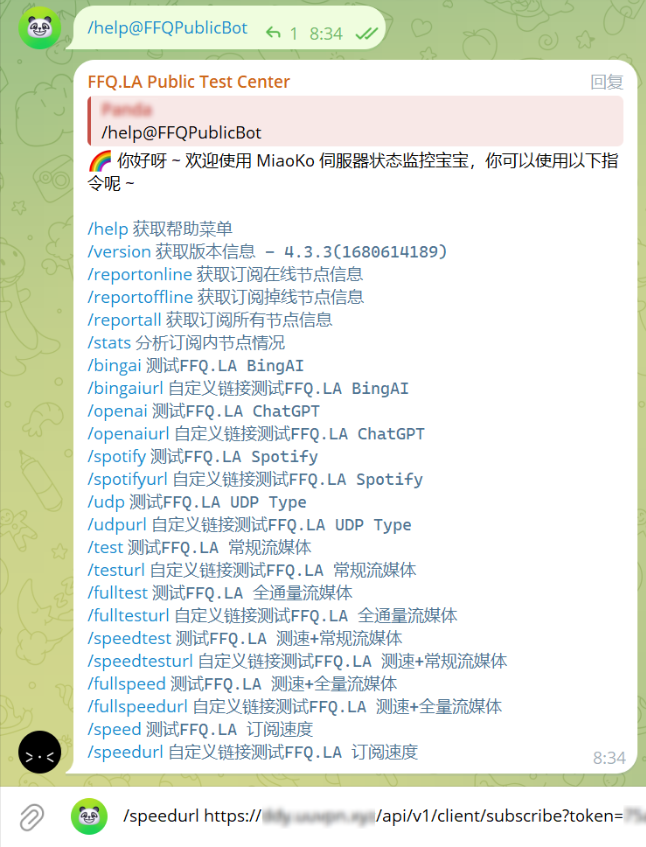 /help@FFQPublicBot 1 8:34
FFQ.LA Public Test Center 回复
/help@FFQPublicBot
🌈 你好呀 ~ 欢迎使用 MiaoKo 伺服器状态监控宝宝，你可以使用以下指
令呢 ~
/help 获取帮助菜单
/version 获取版本信息 - 4.3.3(1680614189)
/reportonline 获取订阅在线节点信息
/reportoffline 获取订阅掉线节点信息
/reportall 获取订阅所有节点信息
/stats 分析订阅内节点情况
/bingai 测试FFQ.LA BingAI
/bingaiurl 自定义链接测试FFQ.LA BingAI
/openai 测试FFQ.LA ChatGPT
/openaiurl 自定义链接测试FFQ.LA ChatGPT
/spotify 测试FFQ.LA Spotify
/spotifyurl 自定义链接测试FFQ.LA Spotify
/udp 测试FFQ.LA UDP Type
/udpurl 自定义链接测试FFQ.LA UDP Type
/test 测试FFQ.LA 常规流媒体
/testurl 自定义链接测试FFQ.LA 常规流媒体
/fulltest 测试FFQ.LA 全通量流媒体
/fulltesturl 自定义链接测试FFQ.LA 全通量流媒体
/speedtest 测试FFQ.LA 测速+常规流媒体
/speedtesturl 自定义链接测试FFQ.LA 测速+常规流媒体
/fullspeed 测试FFQ.LA 测速+全量流媒体
/fullspeedurl 自定义链接测试FFQ.LA 测速+全量流媒体
/speed 测试FFQ.LA 订阅速度
/speedurl 自定义链接测试FFQ.LA 订阅速度
8:34
/speedurl https:// /api/v1/client/subscribe?token=